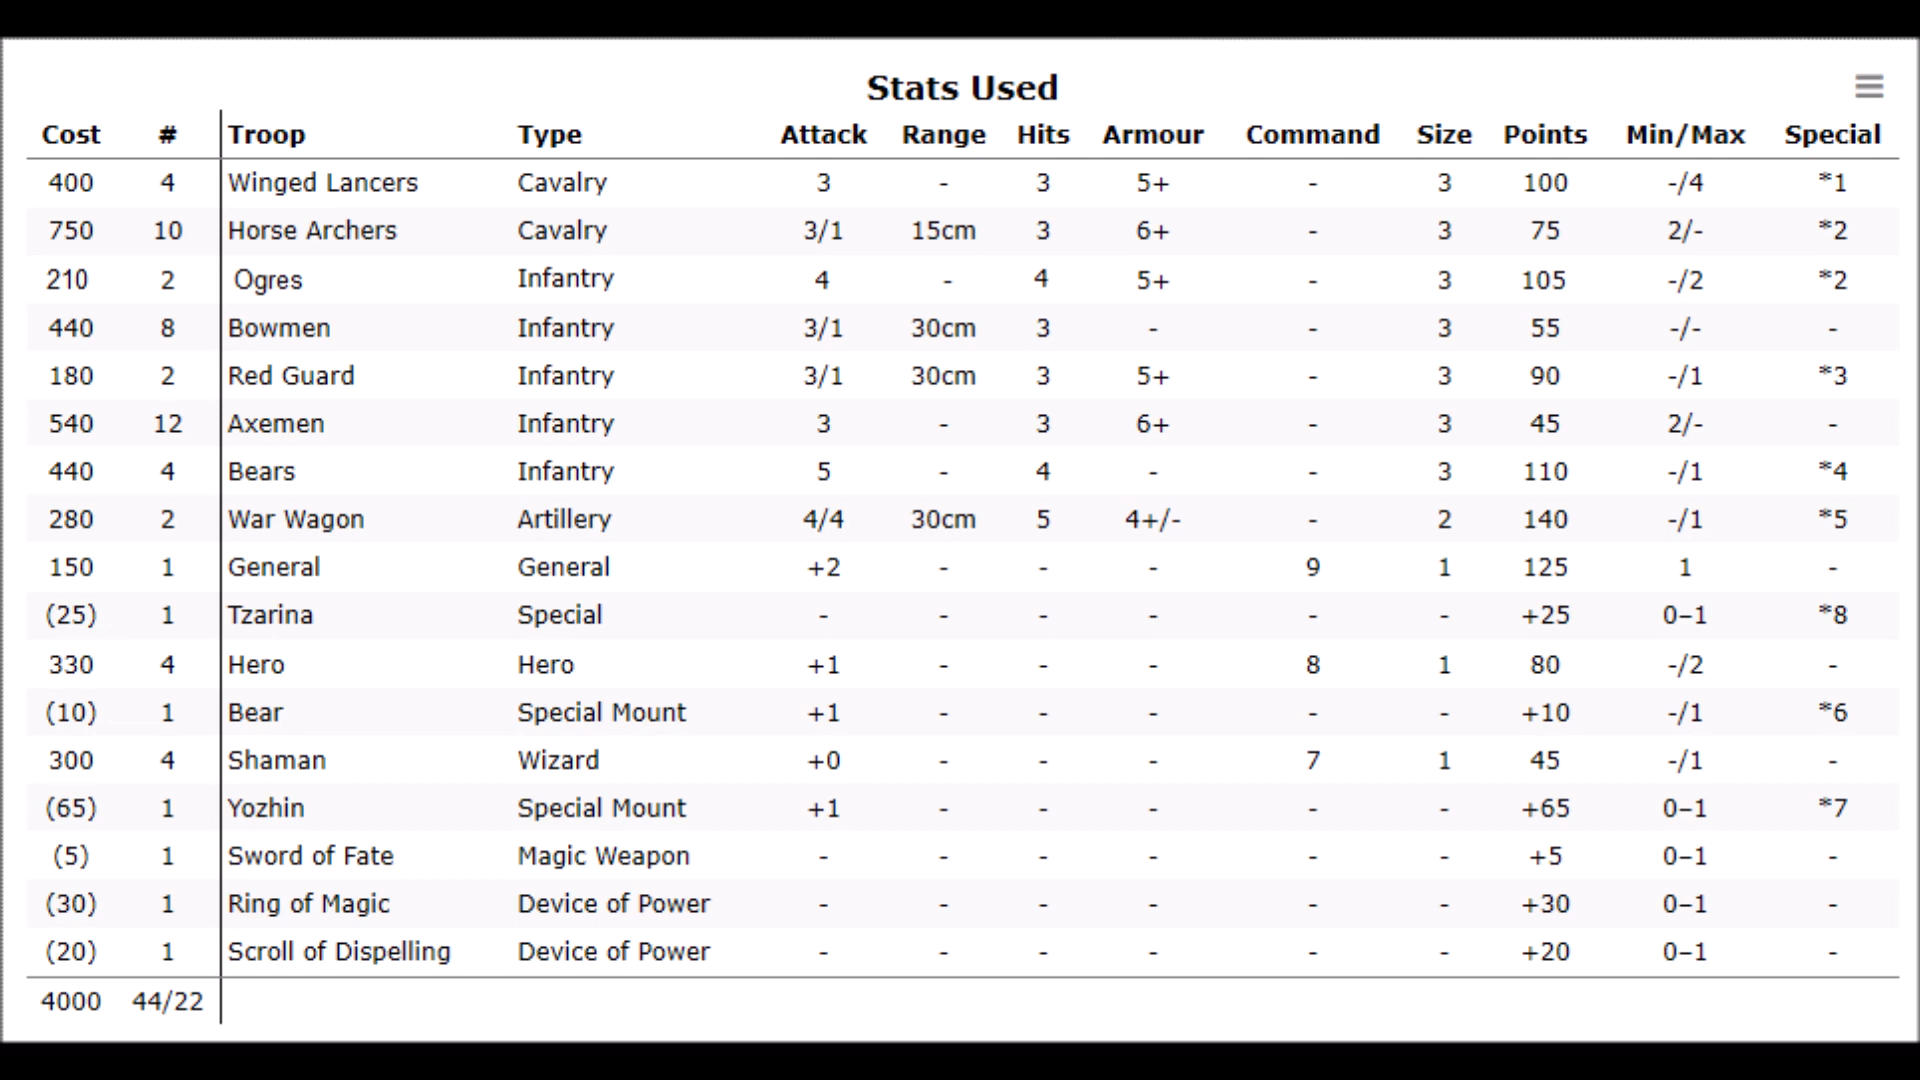 Stats Used
Cost # Troop Type Attack Range Hits Armour Command Size Points Min/Max Special
400 4 Winged Lancers Cavalry 3 - 3 5+ - 3 100 -/4 *1
750 10 Horse Archers Cavalry 3/1 15cm 3 6+ - 3 75 2/- *2
210 2 Ogres Infantry 4 - 4 5+ - 3 105 -/2 *2
440 8 Bowmen Infantry 3/1 30cm 3 - - 3 55 -/- -
180 2 Red Guard Infantry 3/1 30cm 3 5+ - 3 90 -/1 *3
540 12 Axemen Infantry 3 - 3 6+ - 3 45 2/- -
440 4 Bears Infantry 5 - 4 - - 3 110 -/1 *4
280 2 War Wagon Artillery 4/4 30cm 5 4+/- - 2 140 -/1 *5
150 1 General General +2 - - - 9 1 125 1 -
(25) 1 Tzarina Special - - - - - - +25 0–1 *8
330 4 Hero Hero +1 - - - 8 1 80 -/2 -
(10) 1 Bear Special Mount +1 - - - - - +10 -/1 *6
300 4 Shaman Wizard +0 - - - 7 1 45 -/1 -
(65) 1 Yozhin Special Mount +1 - - - - - +65 0–1 *7
(5) 1 Sword of Fate Magic Weapon - - - - - - +5 0–1 -
(30) 1 Ring of Magic Device of Power - - - - - - +30 0–1 -
(20) 1 Scroll of Dispelling Device of Power - - - - - - +20 0–1 -
4000 44/22